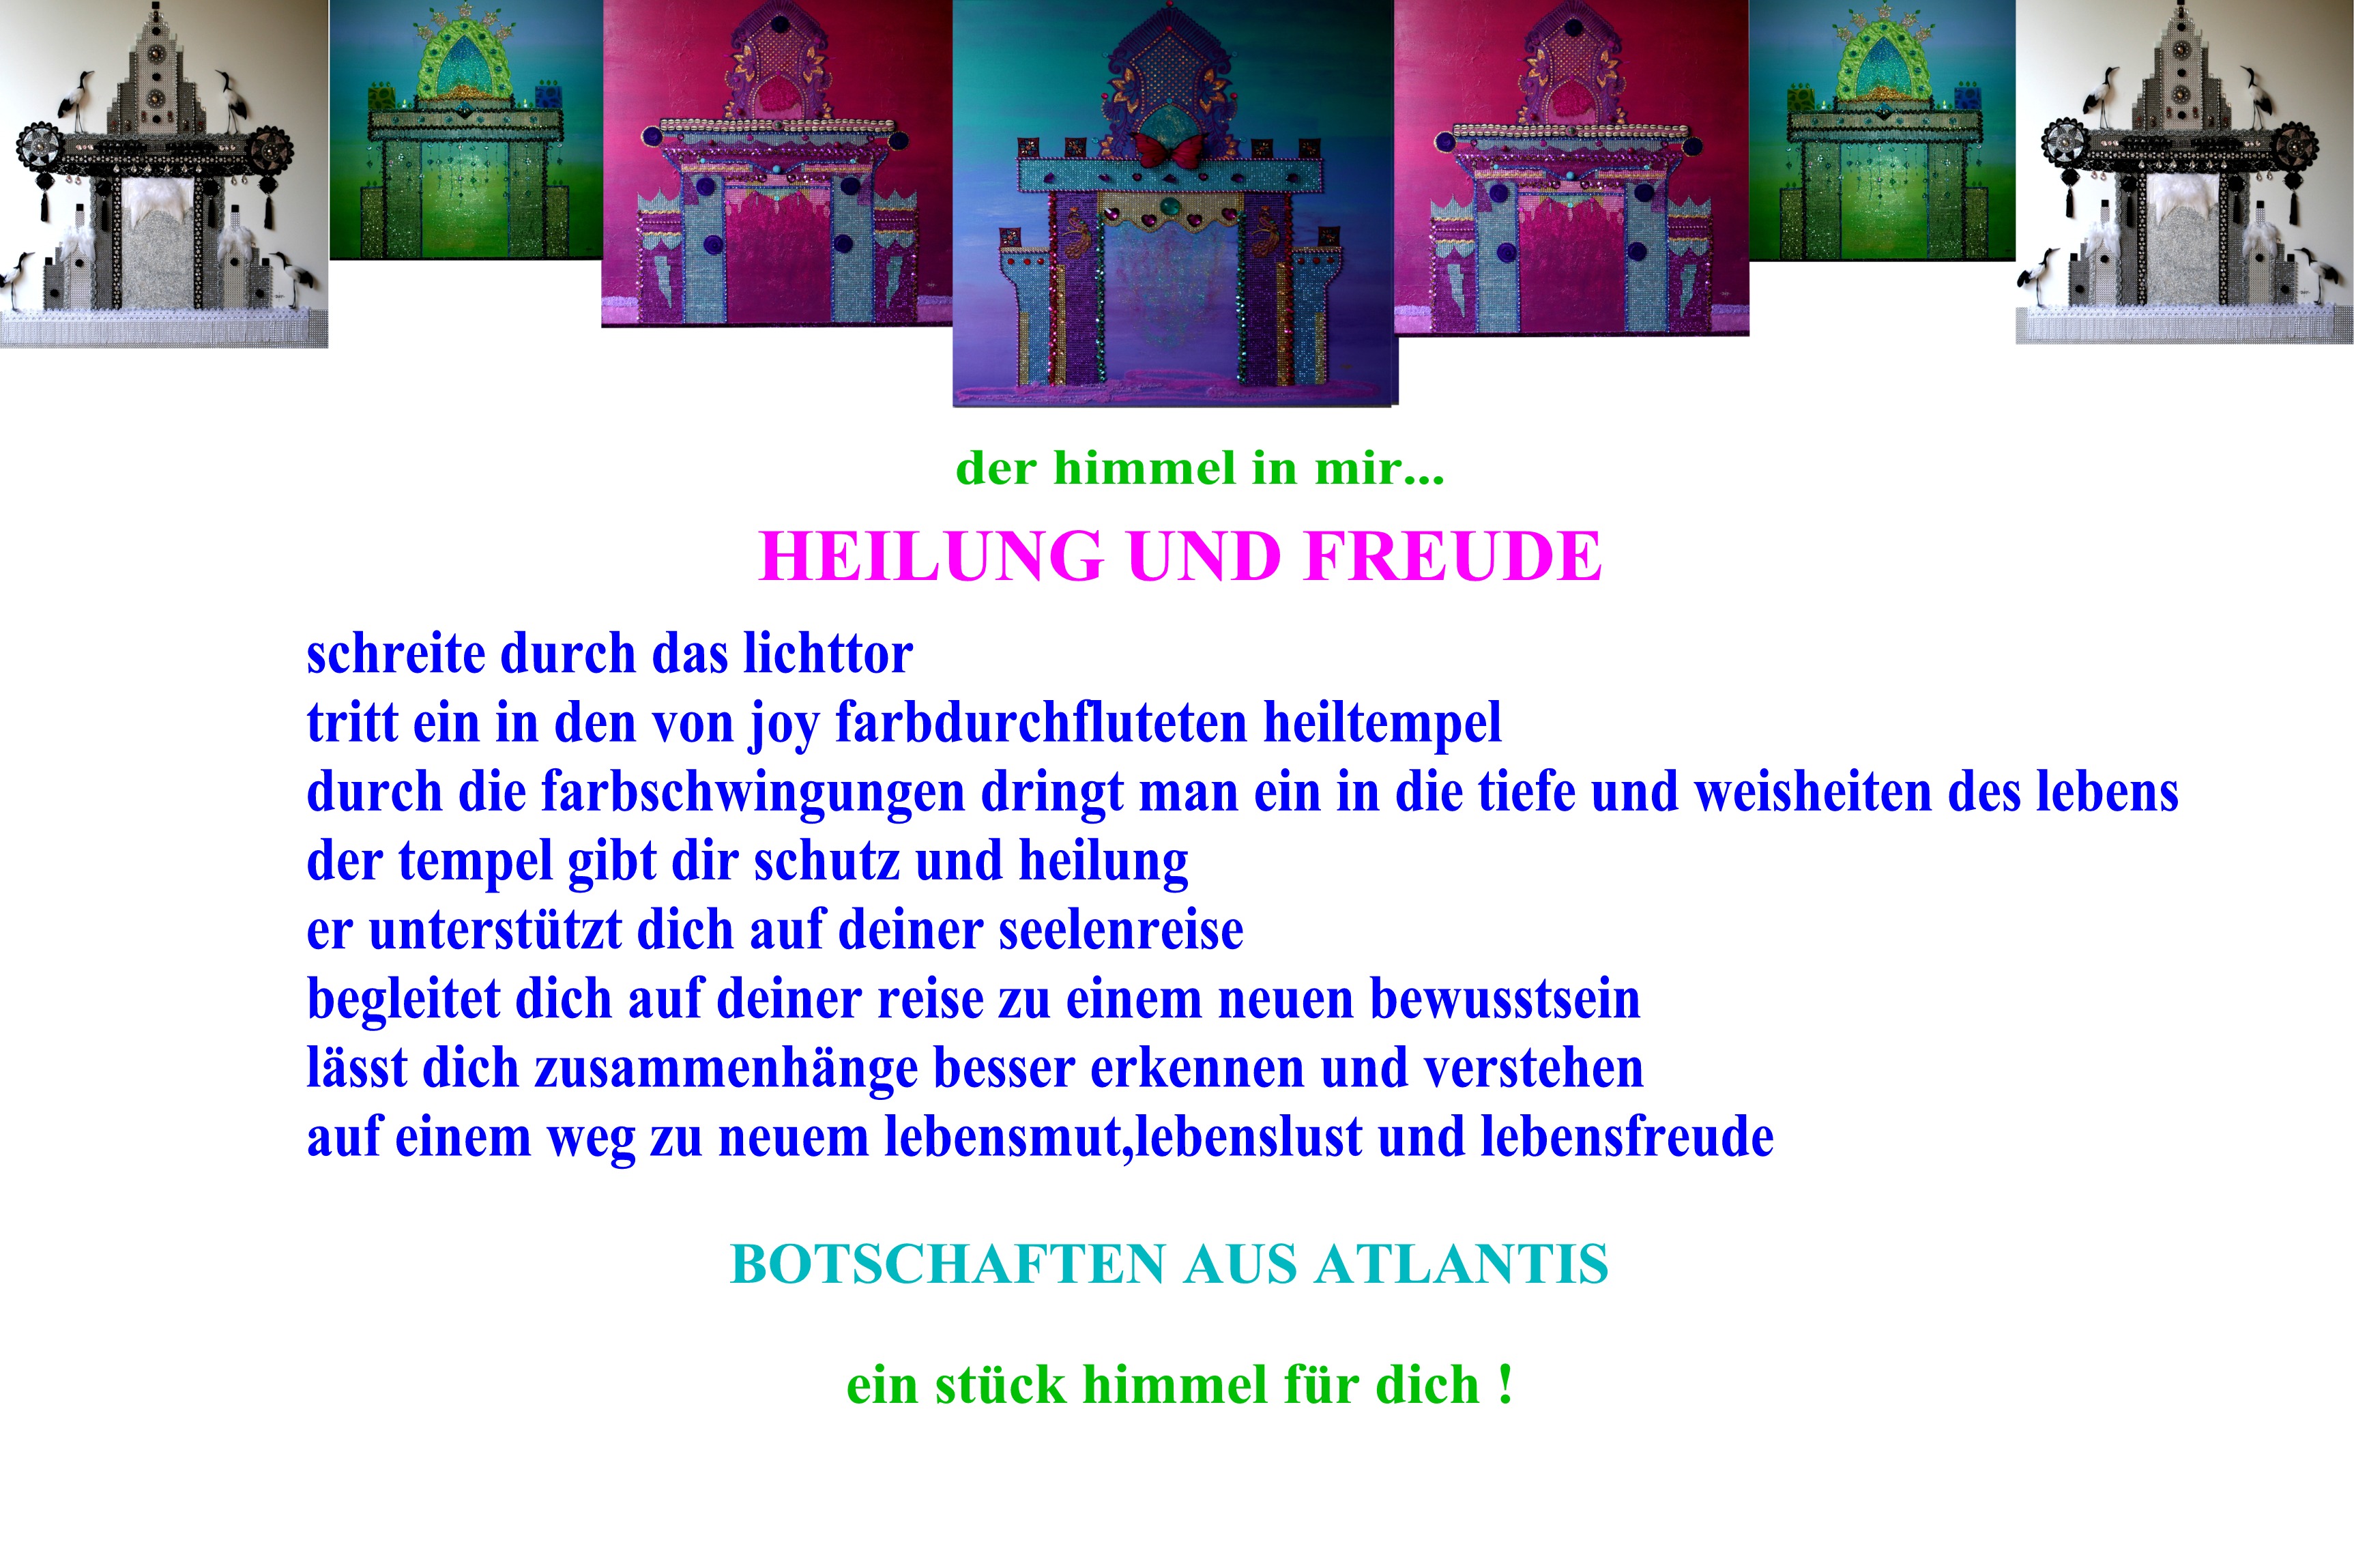 der himmel in mir...
HEILUNG UND FREUDE
schreite durch das lichttor
tritt ein in den von joy farbdurchfluteten heiltempel
durch die farbschwingungen dringt man ein in die tiefe und weisheiten des lebens
der tempel gibt dir schutz und heilung
er unterstützt dich auf deiner seelenreise
begleitet dich auf deiner reise zu einem neuen bewusstsein
lässt dich zusammenhänge besser erkennen und verstehen
auf einem weg zu neuem lebensmut,lebenslust und lebensfreude
BOTSCHAFTEN AUS ATLANTIS
ein stück himmel für dich !